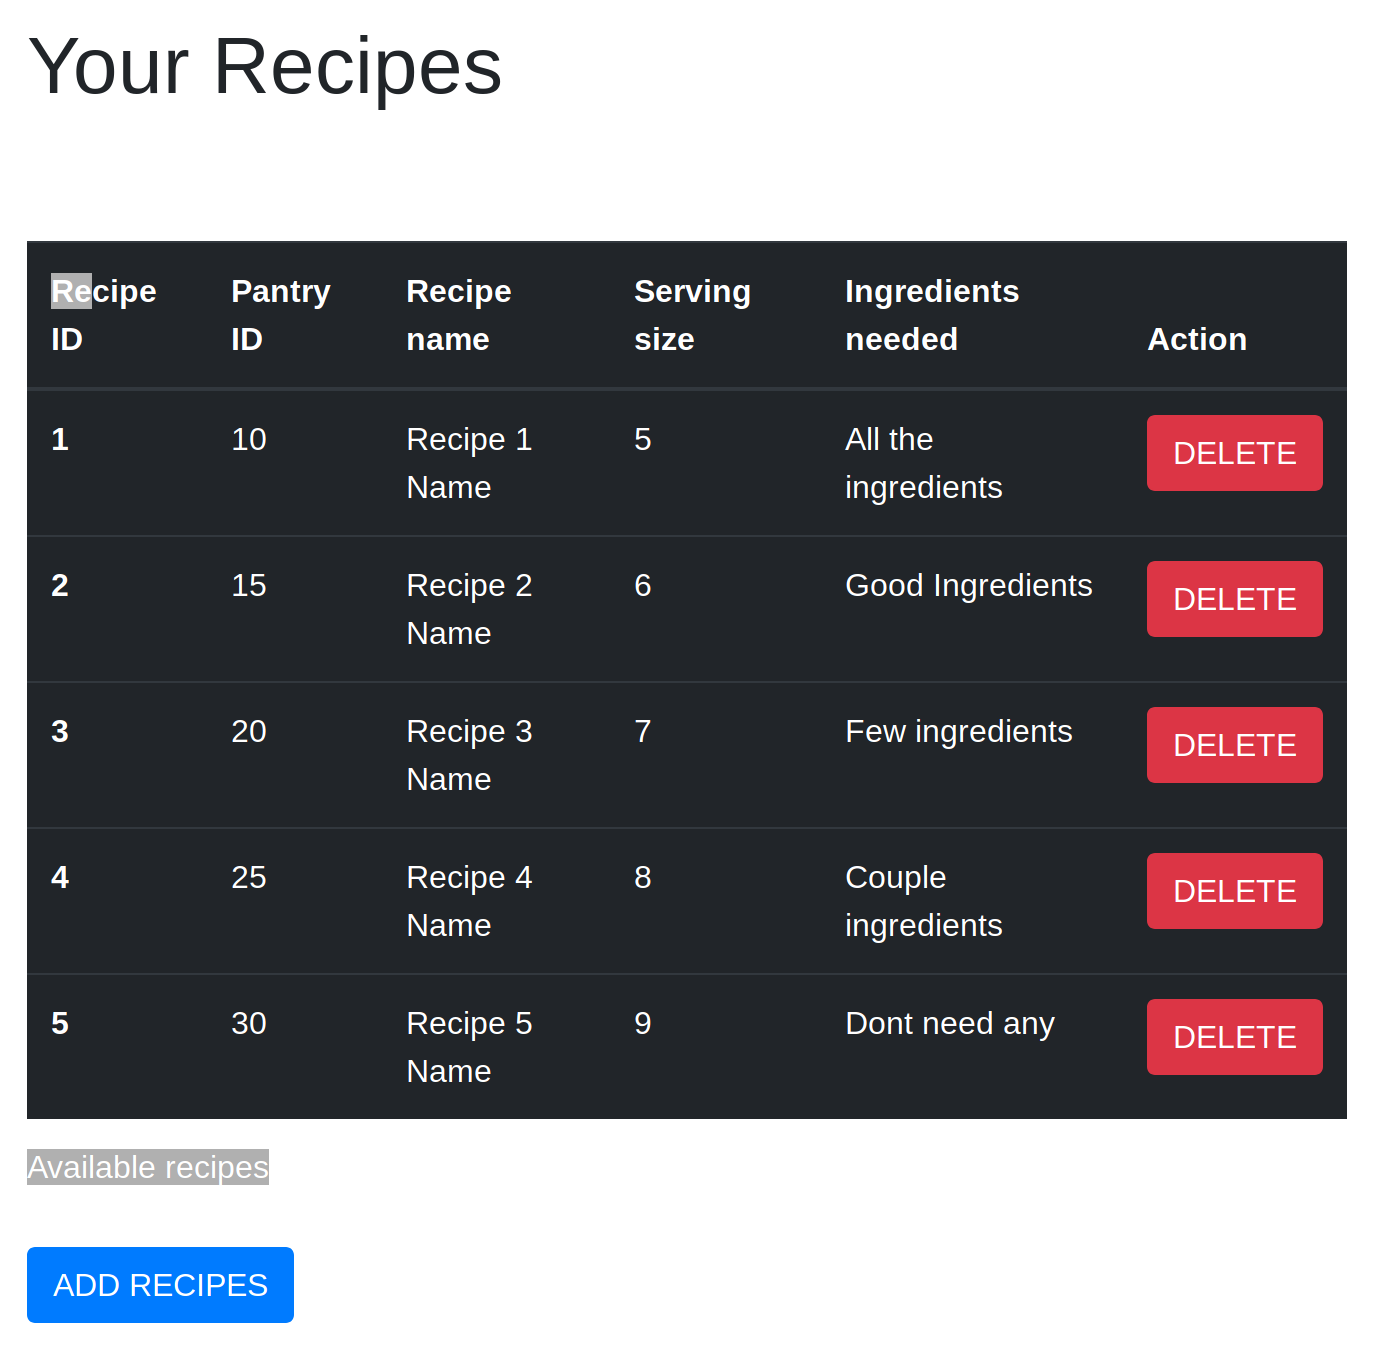 Your Recipes
Recipe ID Pantry ID Recipe name Serving size Ingredients needed Action
1 10 Recipe 1 Name 5 All the ingredients DELETE
2 15 Recipe 2 Name 6 Good Ingredients DELETE
3 20 Recipe 3 Name 7 Few ingredients DELETE
4 25 Recipe 4 Name 8 Couple ingredients DELETE
5 30 Recipe 5 Name 9 Dont need any DELETE
Available recipes
ADD RECIPES